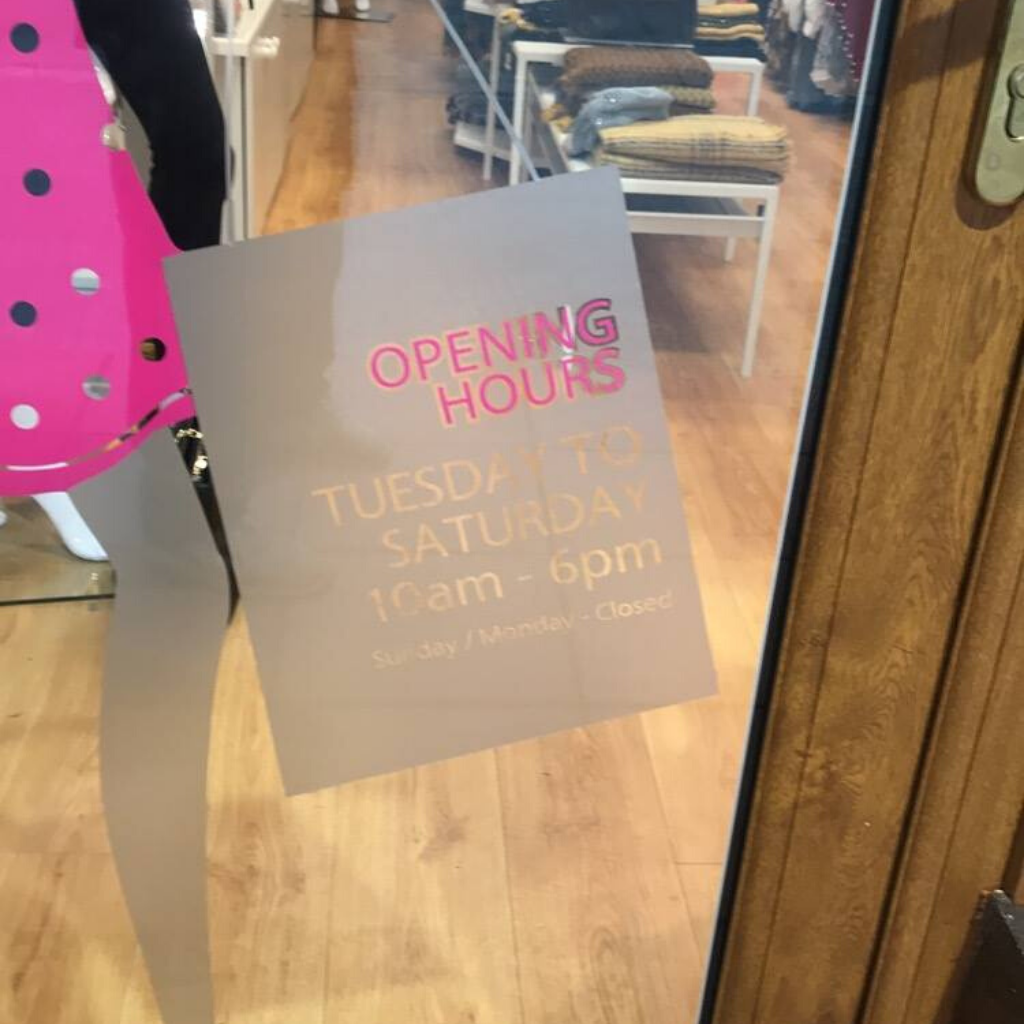 OPENING
HOURS
TUESDAY TO
SATURDAY
10am - 6pm
Sunday / Monday - Closed